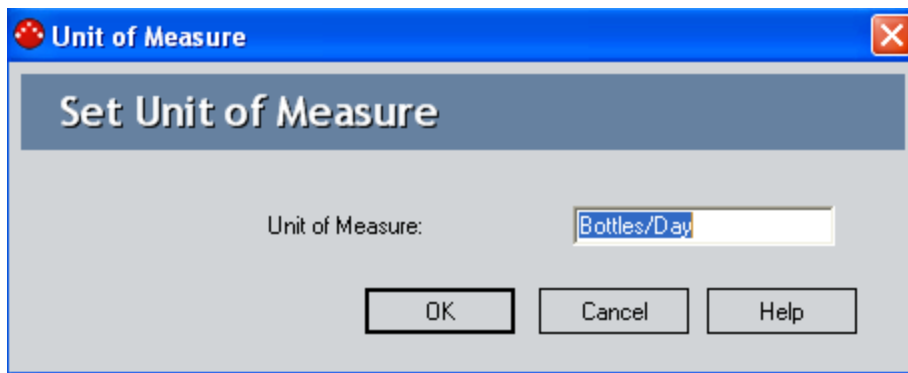 Unit of Measure
Set Unit of Measure
Unit of Measure: Bottles/Day
OK Cancel Help